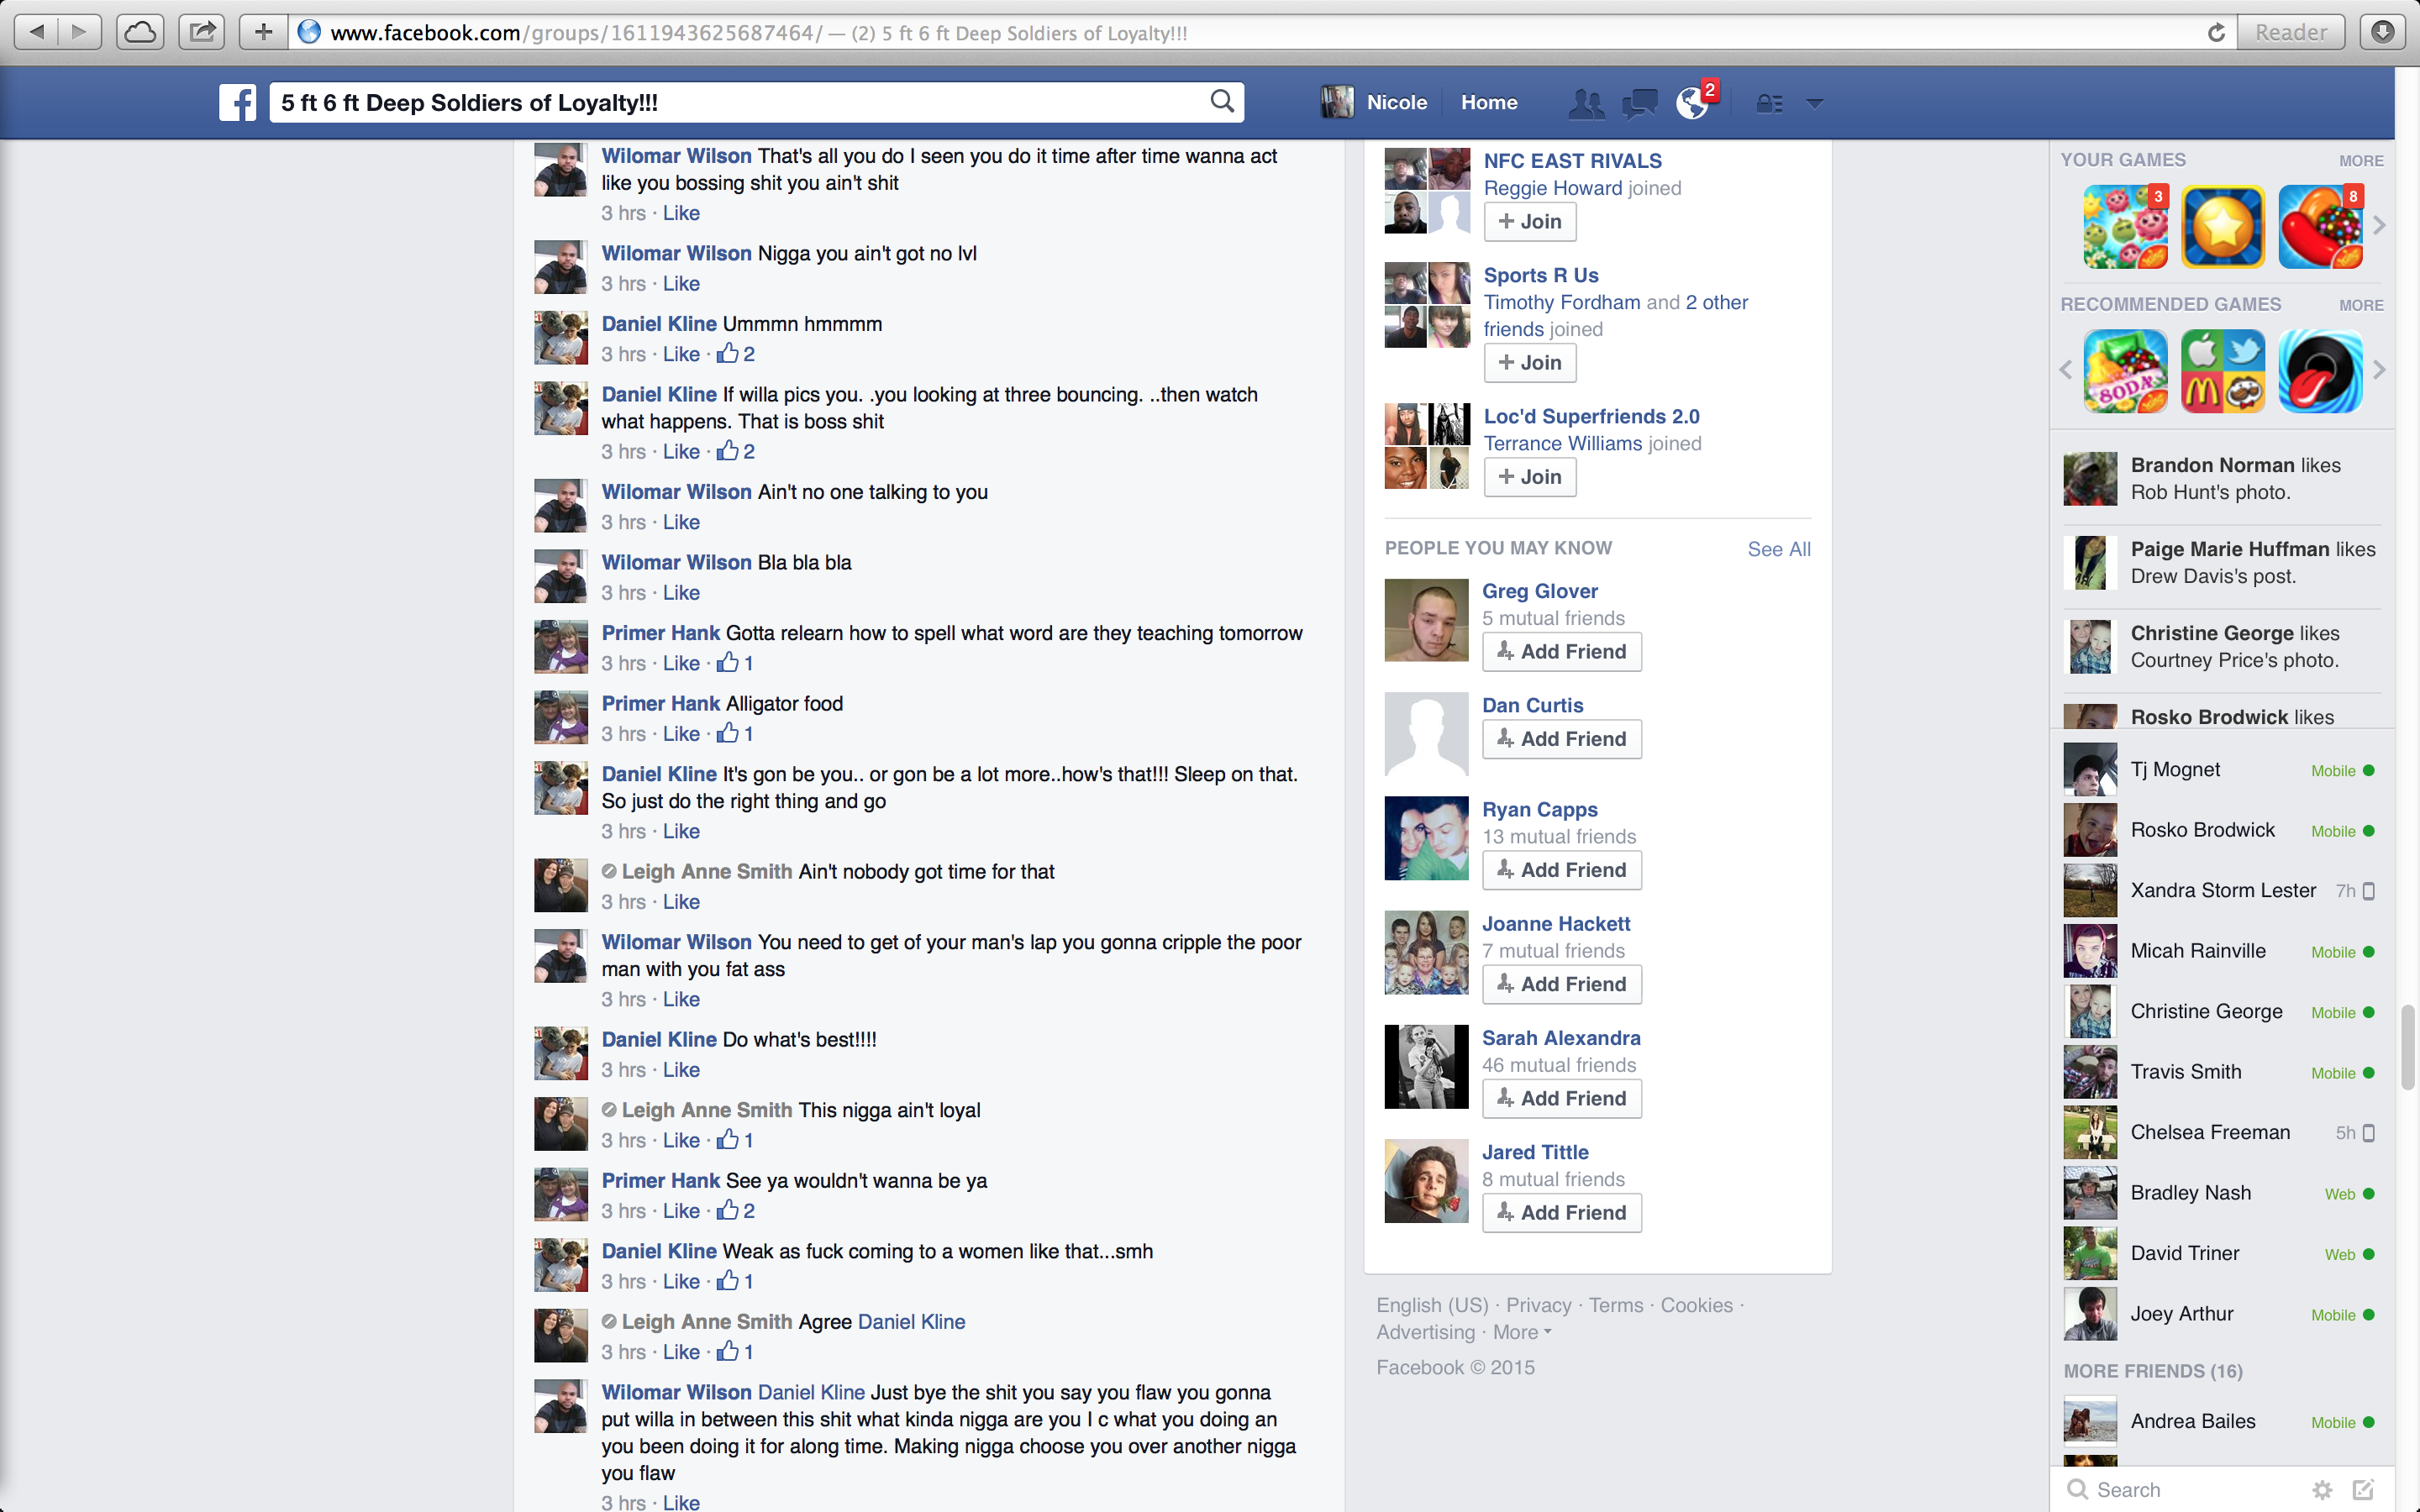 www.facebook.com/groups/1611943625687464/ — (2) 5 ft 6 ft Deep Soldiers of Loyalty!!!
Reader
5 ft 6 ft Deep Soldiers of Loyalty!!!
Nicole
Home
2
Wilomar Wilson That's all you do I seen you do it time after time wanna act
like you bossing shit you ain't shit
3 hrs · Like
Wilomar Wilson Nigga you ain't got no lvl
3 hrs · Like
Daniel Kline Ummmn hmmmm
3 hrs · Like · 2
Daniel Kline If willa pics you. .you looking at three bouncing. ..then watch
what happens. That is boss shit
3 hrs · Like · 2
Wilomar Wilson Ain't no one talking to you
3 hrs · Like
Wilomar Wilson Bla bla bla
3 hrs · Like
Primer Hank Gotta relearn how to spell what word are they teaching tomorrow
3 hrs · Like · 1
Primer Hank Alligator food
3 hrs · Like · 1
Daniel Kline It's gon be you.. or gon be a lot more..how's that!!! Sleep on that.
So just do the right thing and go
3 hrs · Like
Leigh Anne Smith Ain't nobody got time for that
3 hrs · Like
Wilomar Wilson You need to get of your man's lap you gonna cripple the poor
man with you fat ass
3 hrs · Like
Daniel Kline Do what's best!!!!
3 hrs · Like
Leigh Anne Smith This nigga ain't loyal
3 hrs · Like · 1
Primer Hank See ya wouldn't wanna be ya
3 hrs · Like · 2
Daniel Kline Weak as fuck coming to a women like that...smh
3 hrs · Like · 1
Leigh Anne Smith Agree Daniel Kline
3 hrs · Like · 1
Wilomar Wilson Daniel Kline Just bye the shit you say you flaw you gonna
put willa in between this shit what kinda nigga are you I c what you doing an
you been doing it for along time. Making nigga choose you over another nigga
you flaw
3 hrs · Like
NFC EAST RIVALS
Reggie Howard joined
+ Join
Sports R Us
Timothy Fordham and 2 other
friends joined
+ Join
Loc'd Superfriends 2.0
Terrance Williams joined
+ Join
PEOPLE YOU MAY KNOW
See All
Greg Glover
5 mutual friends
Add Friend
Dan Curtis
Add Friend
Ryan Capps
13 mutual friends
Add Friend
Joanne Hackett
7 mutual friends
Add Friend
Sarah Alexandra
46 mutual friends
Add Friend
Jared Tittle
8 mutual friends
Add Friend
English (US) · Privacy · Terms · Cookies ·
Advertising · More
Facebook © 2015
YOUR GAMES
MORE
3
8
RECOMMENDED GAMES
MORE
SODA
Brandon Norman likes
Rob Hunt's photo.
Paige Marie Huffman likes
Drew Davis's post.
Christine George likes
Courtney Price's photo.
Rosko Brodwick likes
Tj Mognet Mobile
Rosko Brodwick Mobile
Xandra Storm Lester 7h
Micah Rainville Mobile
Christine George Mobile
Travis Smith Mobile
Chelsea Freeman 5h
Bradley Nash Web
David Triner Web
Joey Arthur Mobile
MORE FRIENDS (16)
Andrea Bailes Mobile
Search